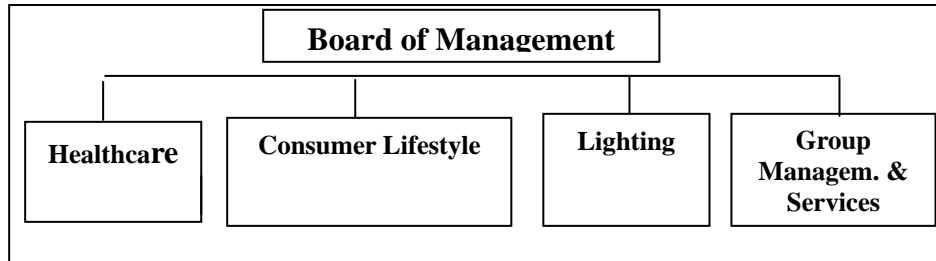 Board of Management
Healthcare
Consumer Lifestyle
Lighting
Group
Managem. &
Services